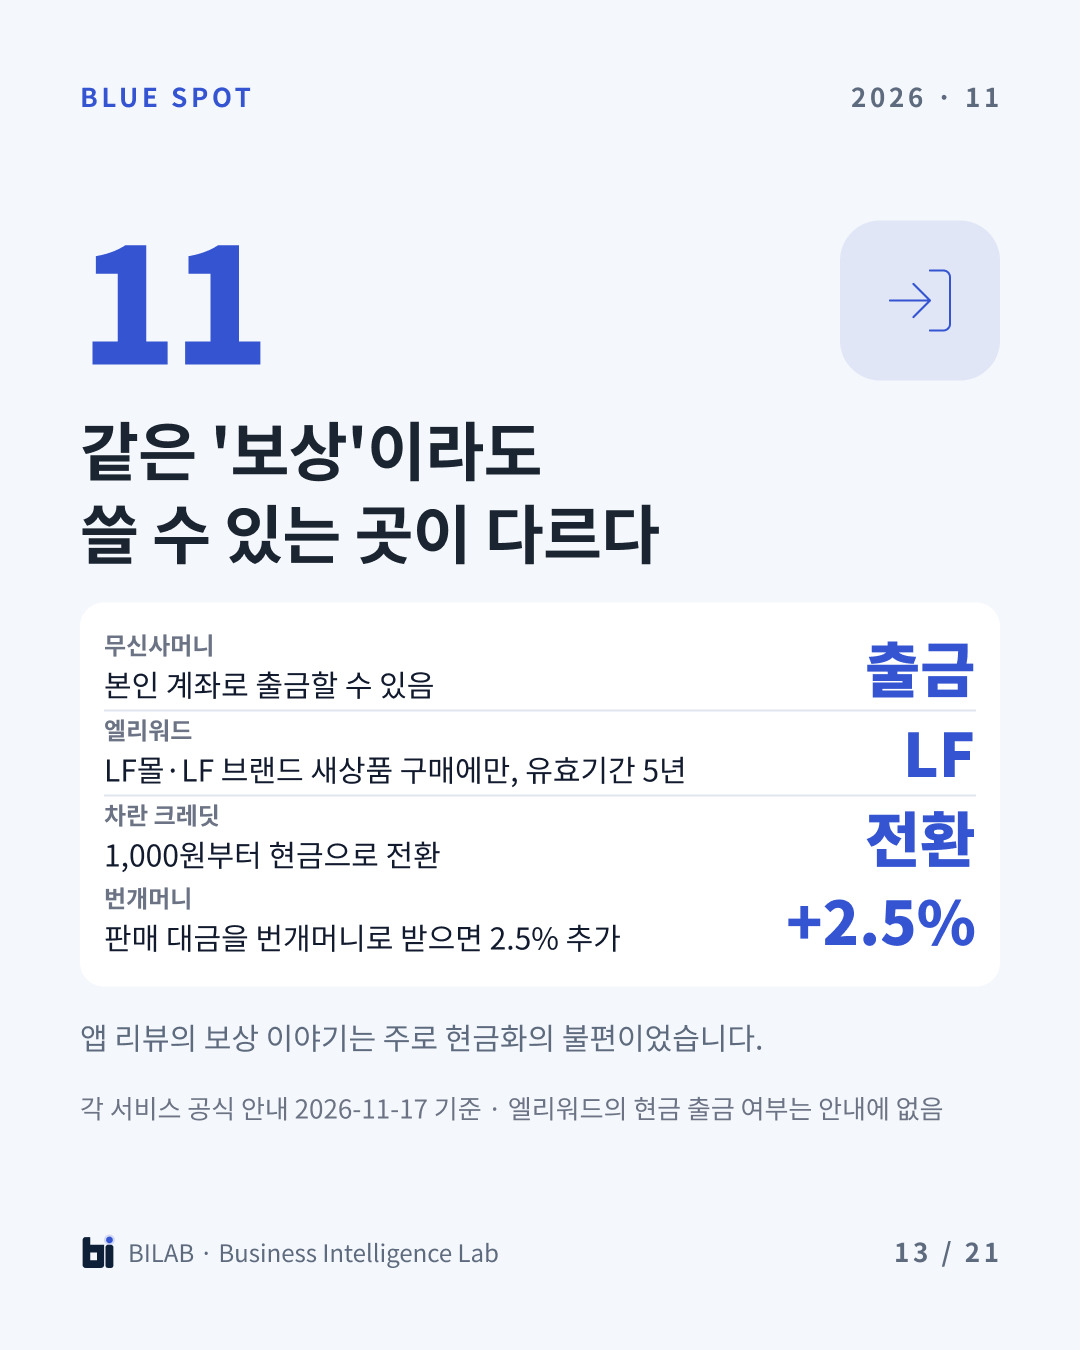 BLUE SPOT
2026 · 11
11
같은 '보상'이라도
쓸 수 있는 곳이 다르다
무신사머니
본인 계좌로 출금할 수 있음
출금
엘리워드
LF몰·LF 브랜드 새상품 구매에만, 유효기간 5년
LF
차란 크레딧
1,000원부터 현금으로 전환
전환
번개머니
판매 대금을 번개머니로 받으면 2.5% 추가
+2.5%
앱 리뷰의 보상 이야기는 주로 현금화의 불편이었습니다.
각 서비스 공식 안내 2026-11-17 기준 · 엘리워드의 현금 출금 여부는 안내에 없음
bi BILAB · Business Intelligence Lab
13 / 21